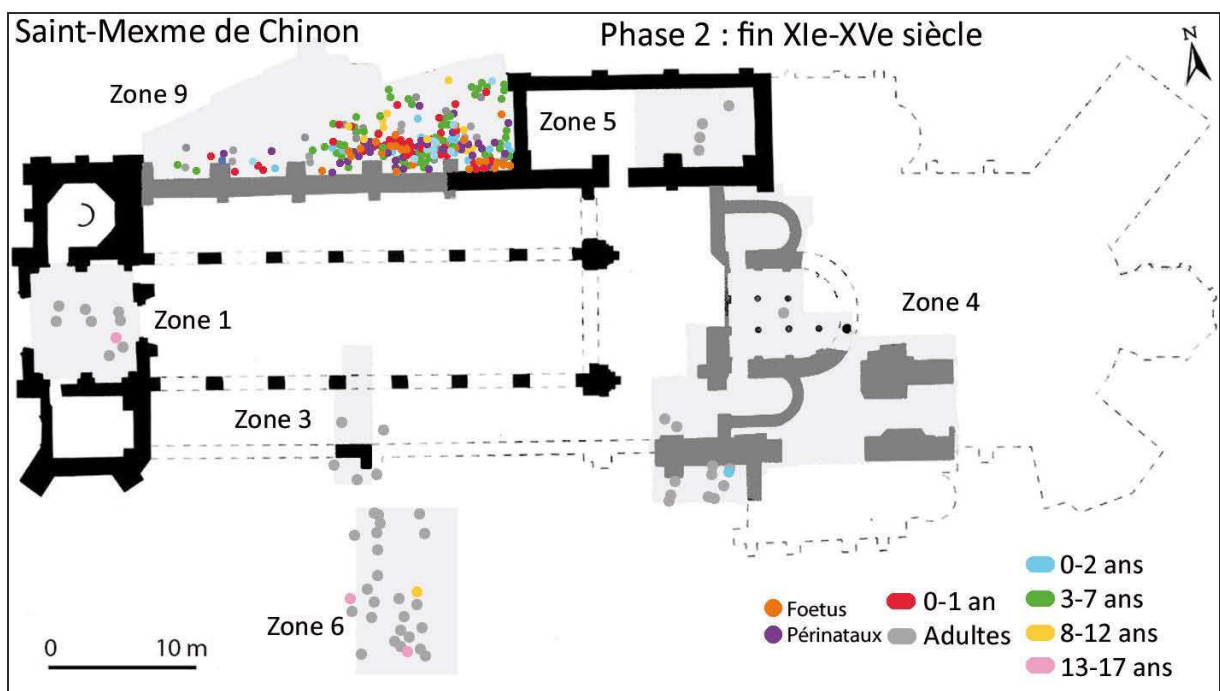 Saint-Mexme de Chinon
Phase 2 : fin XIe-XVe siècle
N
Zone 9
Zone 5
Zone 4
Zone 1
Zone 3
Zone 6
0 10 m
Foetus
Périnataux
0-1 an
Adultes
0-2 ans
3-7 ans
8-12 ans
13-17 ans